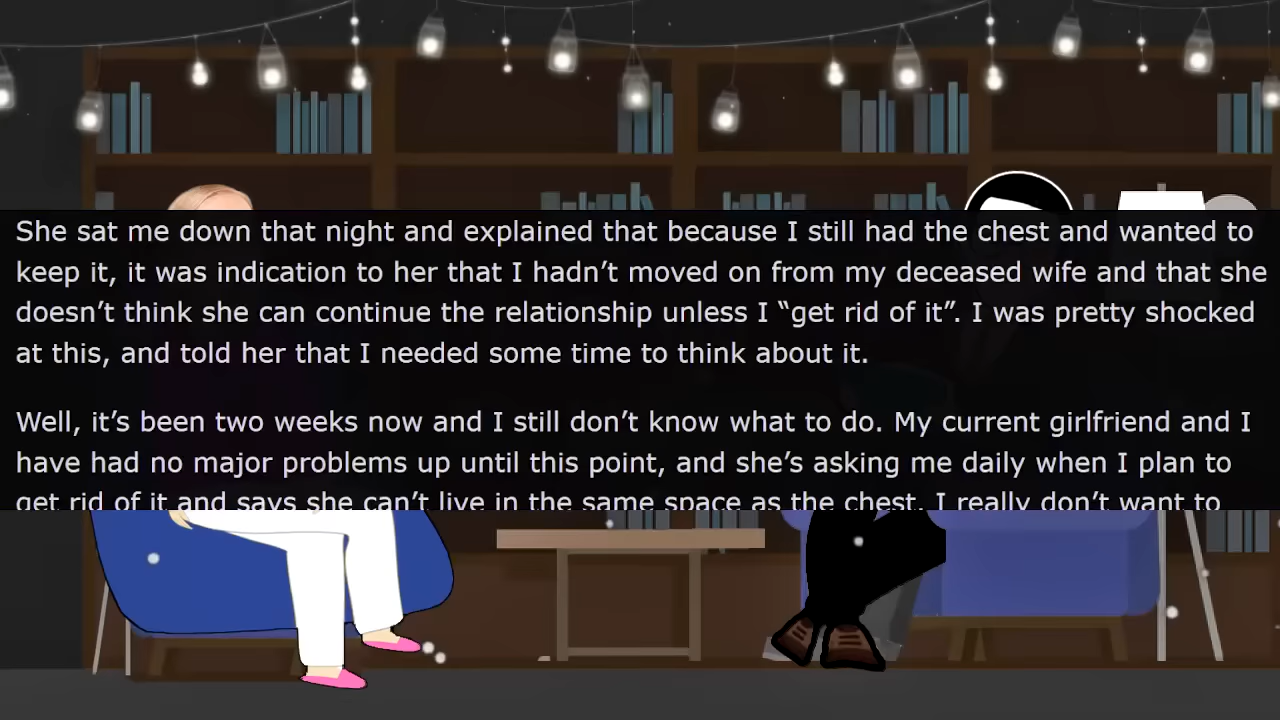 She sat me down that night and explained that because I still had the chest and wanted to
keep it, it was indication to her that I hadn’t moved on from my deceased wife and that she
doesn’t think she can continue the relationship unless I “get rid of it”. I was pretty shocked
at this, and told her that I needed some time to think about it.
Well, it’s been two weeks now and I still don’t know what to do. My current girlfriend and I
have had no major problems up until this point, and she’s asking me daily when I plan to
get rid of it and says she can’t live in the same space as the chest. I really don’t want to